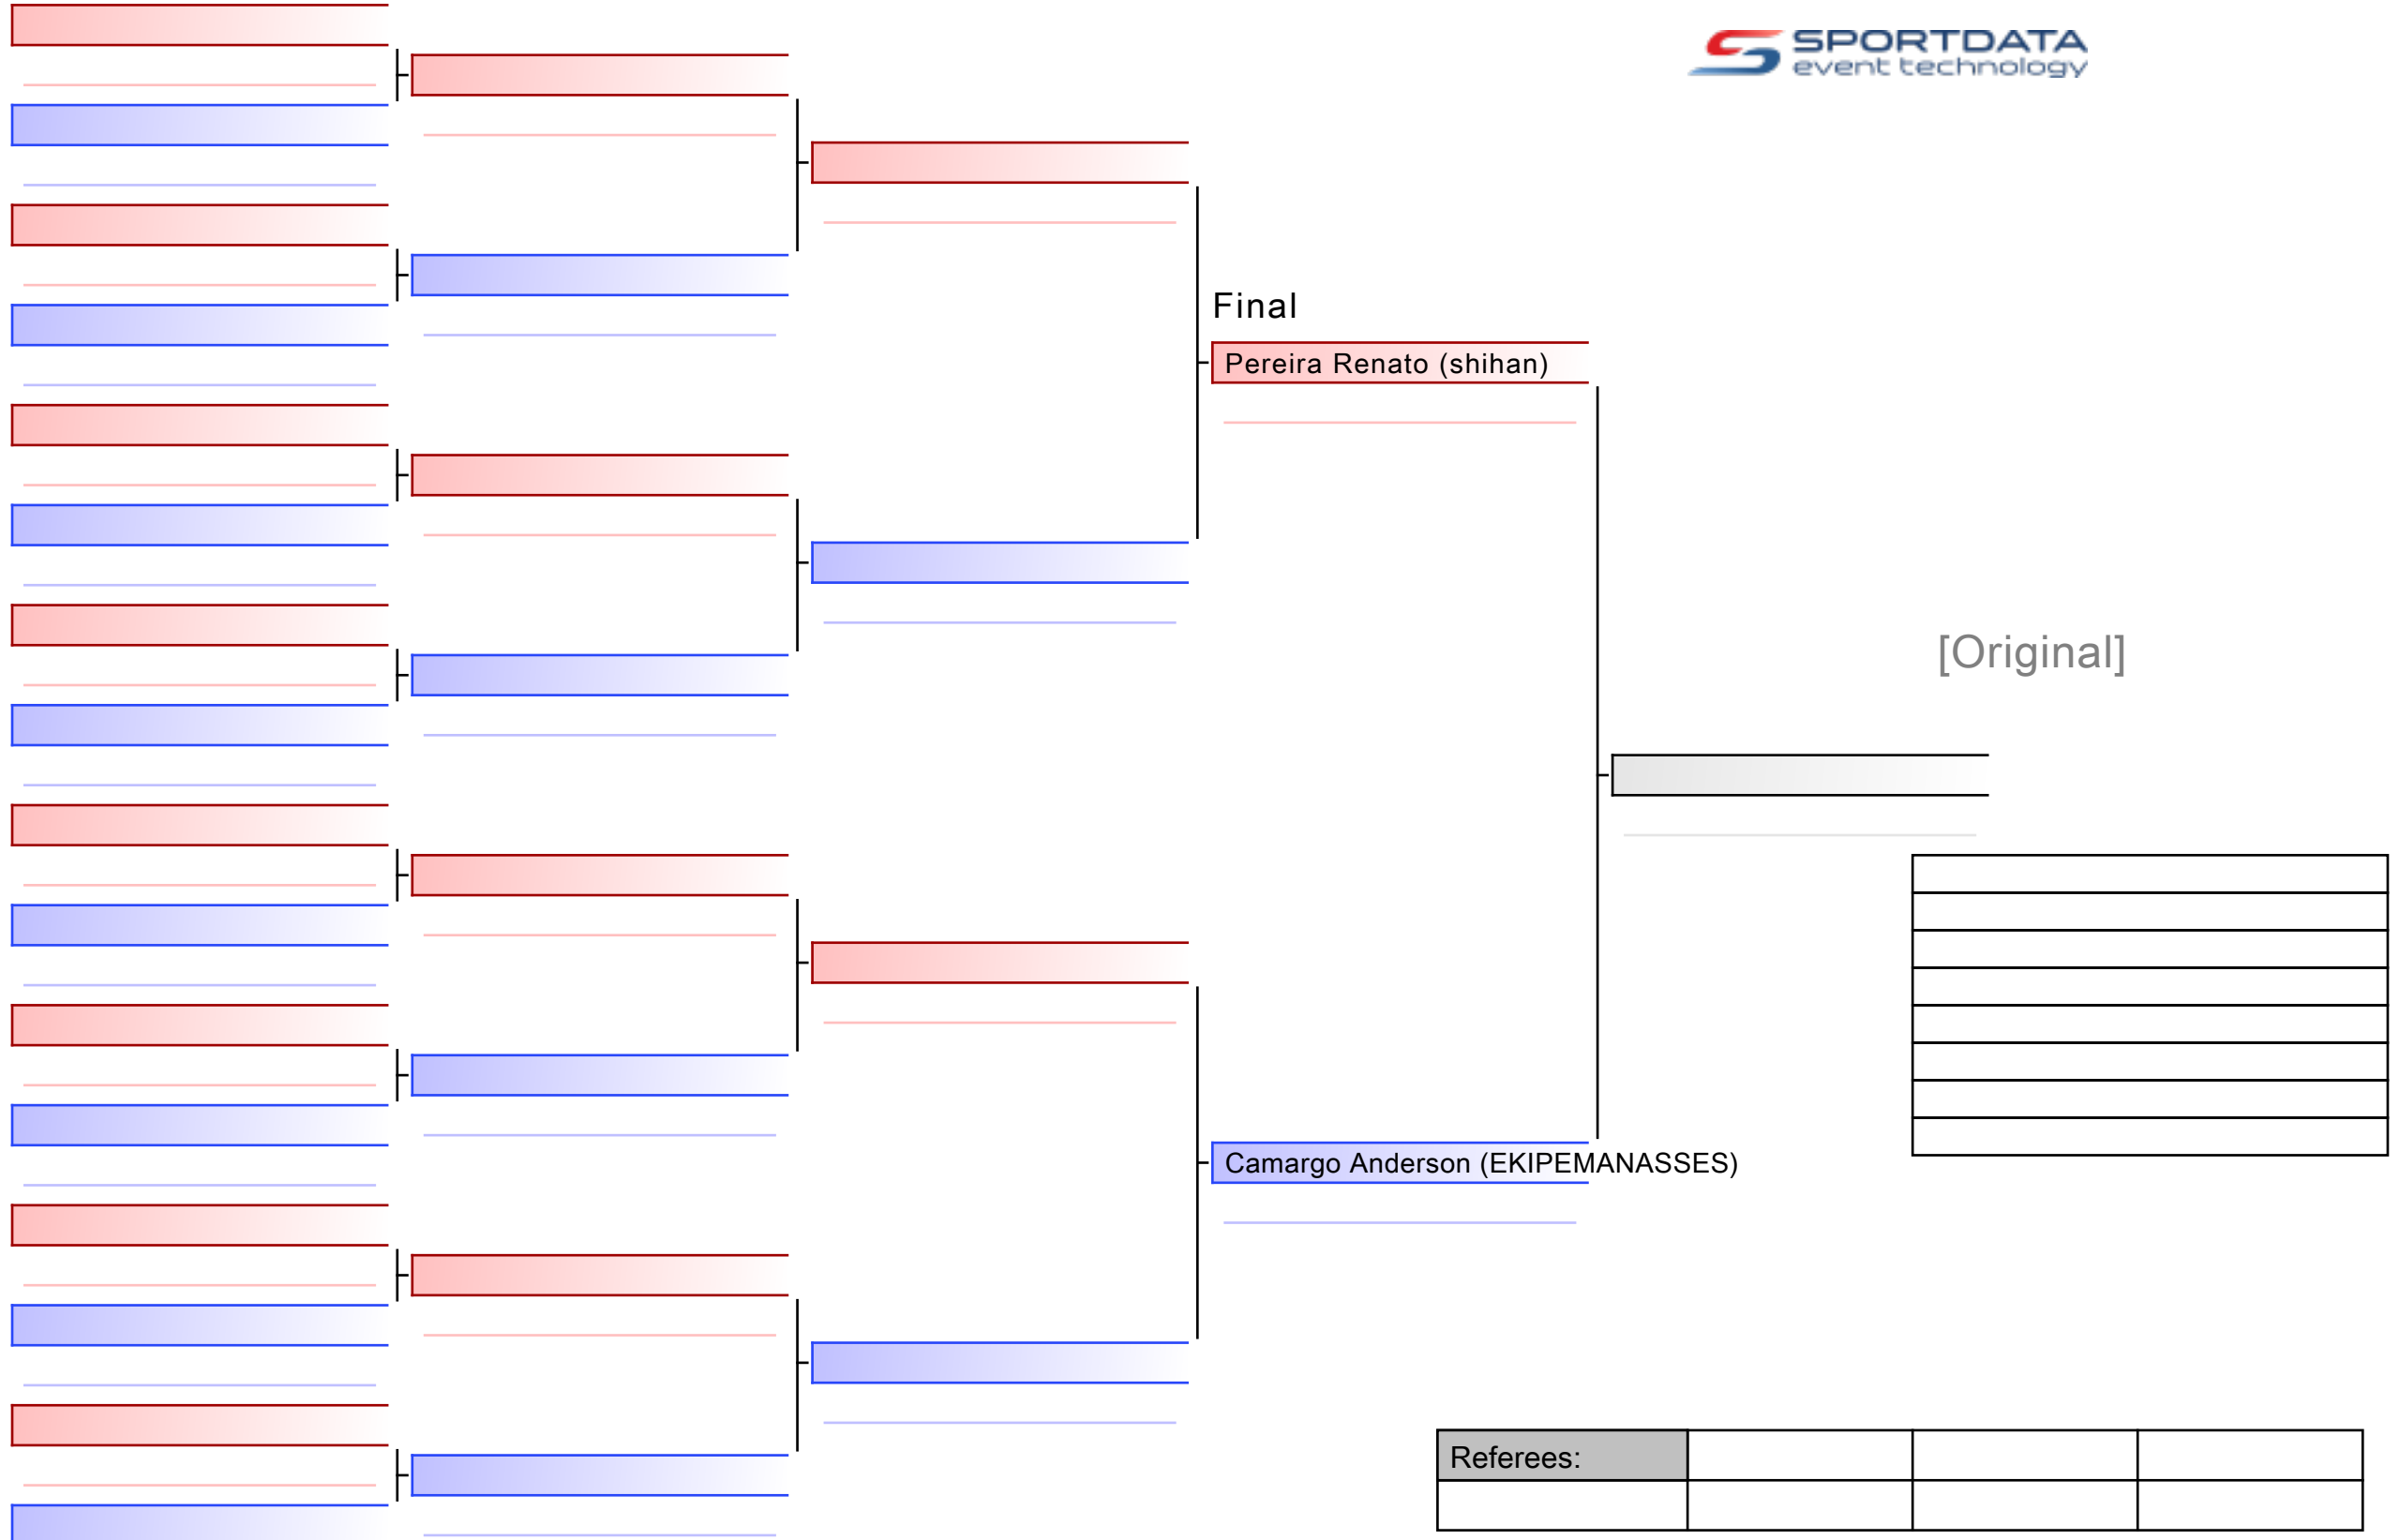 SPORTDATA
event technology
Final
Pereira Renato (shihan)
[Original]
Camargo Anderson (EKIPEMANASSES)
Referees: